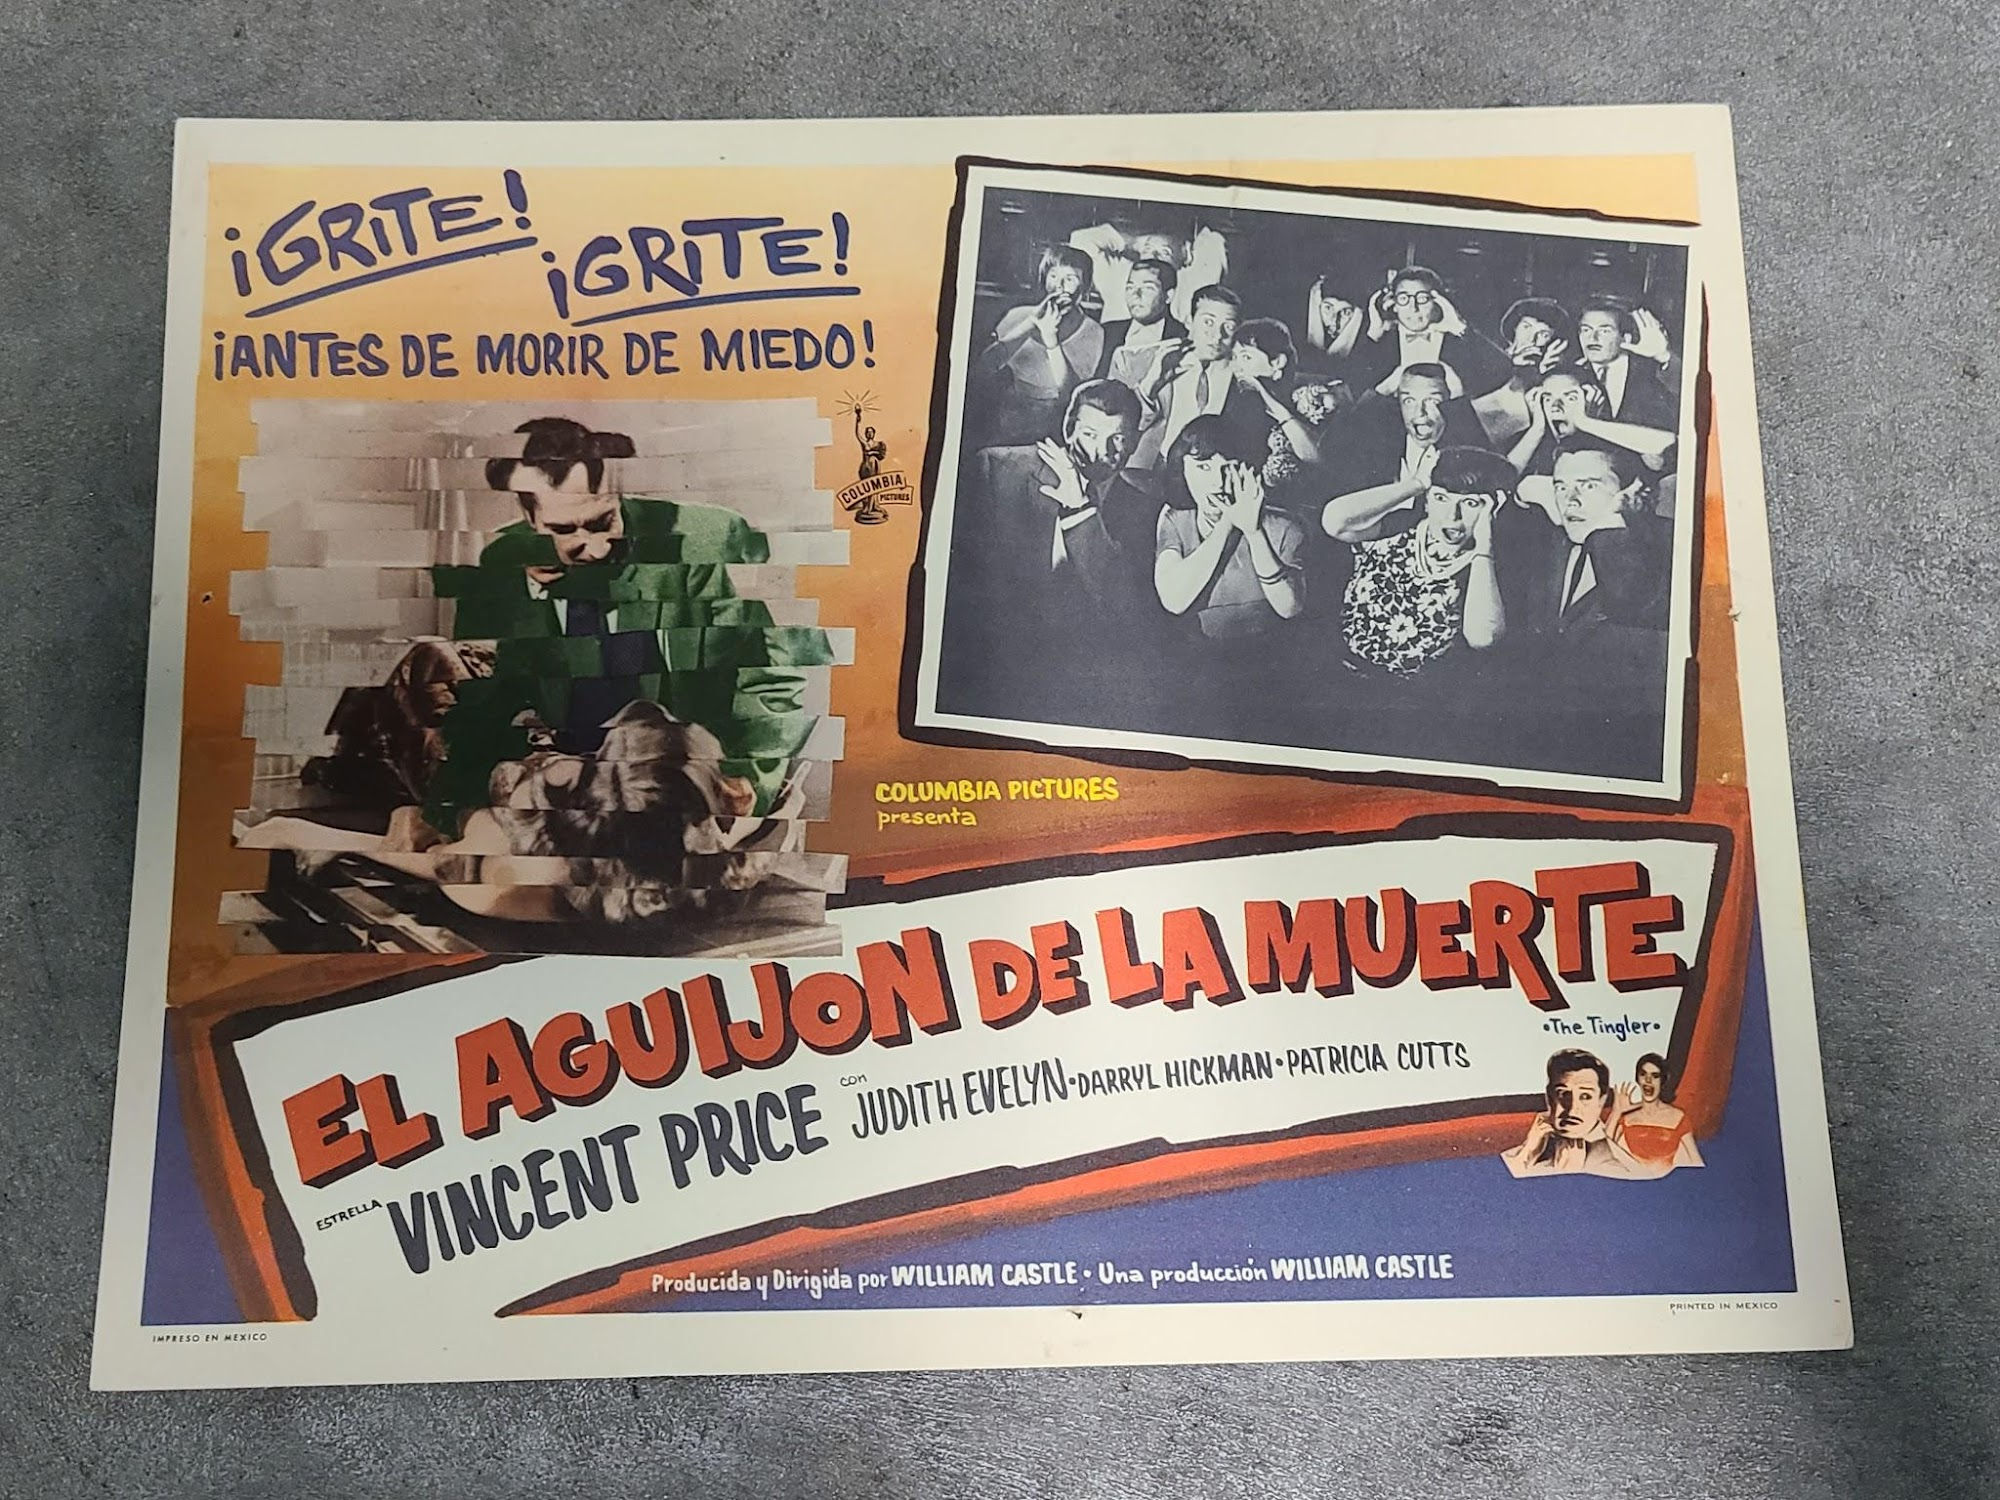 ¡GRITE!
¡GRITE!
¡ANTES DE MORIR DE MIEDO!
COLUMBIA
PICTURES
COLUMBIA PICTURES
presenta
EL AGUIJON DE LA MUERTE
•The Tingler•
ESTRELLA VINCENT PRICE con JUDITH EVELYN•DARRYL HICKMAN•PATRICIA CUTTS
Producida y Dirigida por WILLIAM CASTLE • Una producción WILLIAM CASTLE
IMPRESO EN MEXICO
PRINTED IN MEXICO